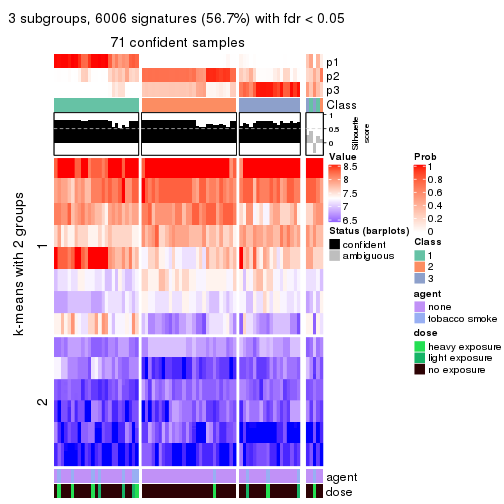 3 subgroups, 6006 signatures (56.7%) with fdr < 0.05
71 confident samples
p1
p2
p3
Class
1
0.5
0
Silhouette
score
k-means with 2 groups
1
2
agent
dose
Value
8.5
8
7.5
7
6.5
Status (barplots)
confident
ambiguous
Prob
1
0.8
0.6
0.4
0.2
0
Class
1
2
3
agent
none
tobacco smoke
dose
heavy exposure
light exposure
no exposure